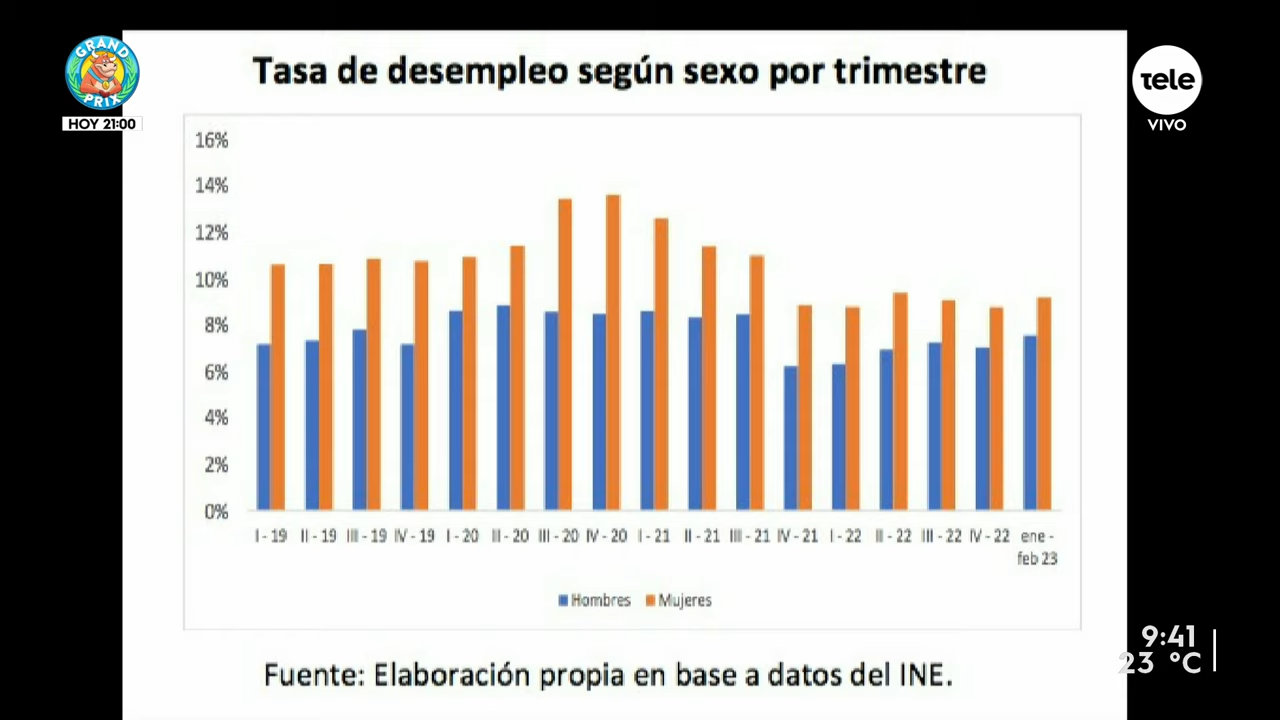 GRAND
PRIX
HOY 21:00
Tasa de desempleo según sexo por trimestre
tele
VIVO
16%
14%
12%
10%
8%
6%
4%
2%
0%
I - 19 II - 19 III - 19 IV - 19 I - 20 II - 20 III - 20 IV - 20 I - 21 II - 21 III - 21 IV - 21 I - 22 II - 22 III - 22 IV - 22 ene -
feb 23
Hombres Mujeres
Fuente: Elaboración propia en base a datos del INE.
9:41
23 °C